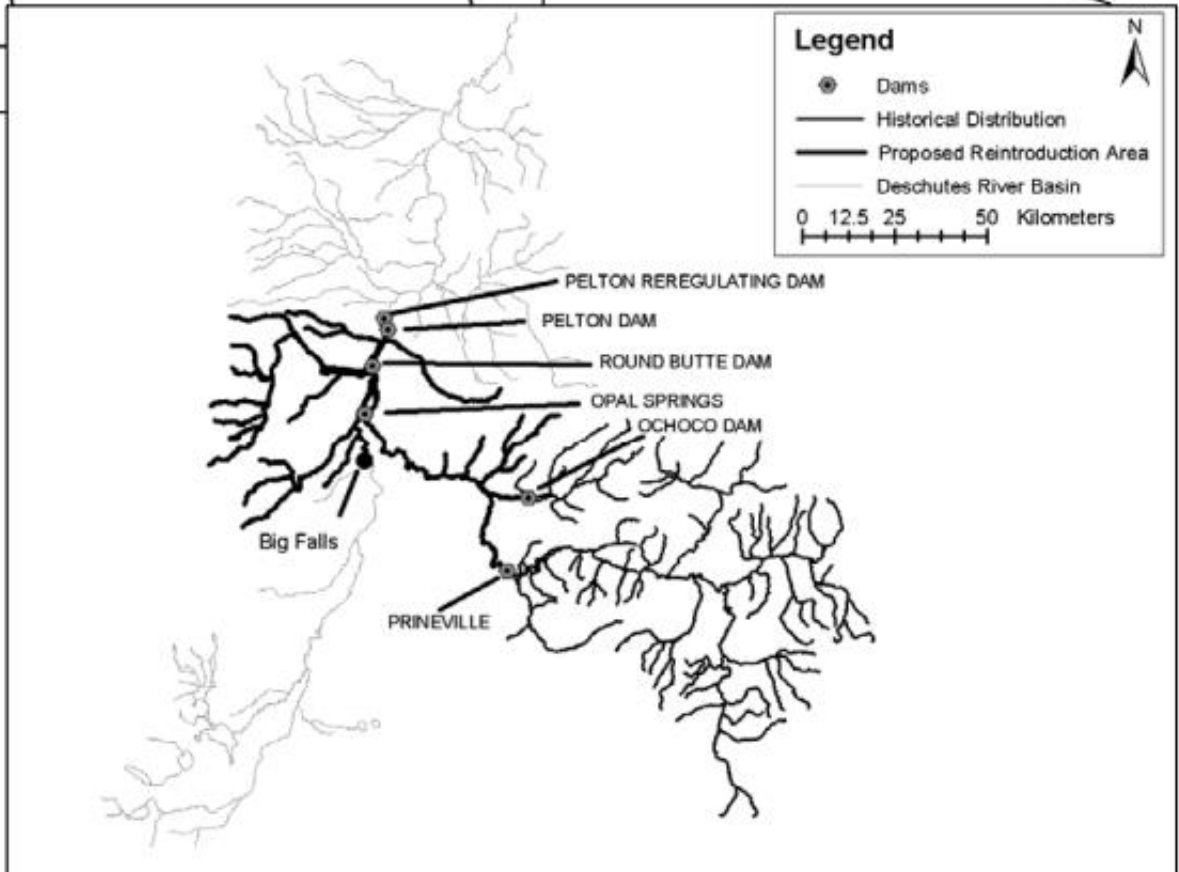 N
Legend
Dams
Historical Distribution
Proposed Reintroduction Area
Deschutes River Basin
0 12.5 25 50 Kilometers
PELTON REREGULATING DAM
PELTON DAM
ROUND BUTTE DAM
OPAL SPRINGS
OCHOCO DAM
Big Falls
PRINEVILLE